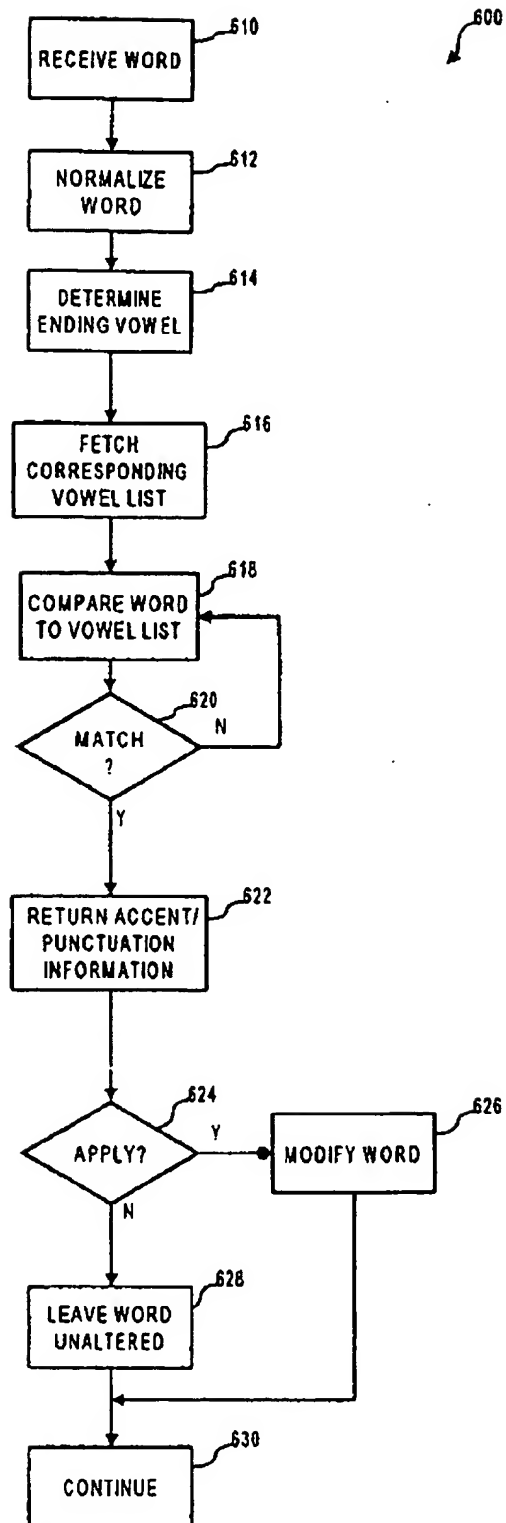 600
610
RECEIVE WORD
612
NORMALIZE
WORD
614
DETERMINE
ENDING VOWEL
616
FETCH
CORRESPONDING
VOWEL LIST
618
COMPARE WORD
TO VOWEL LIST
620
MATCH
?
N
Y
622
RETURN ACCENT/
PUNCTUATION
INFORMATION
624
APPLY?
Y
N
626
MODIFY WORD
628
LEAVE WORD
UNALTERED
630
CONTINUE